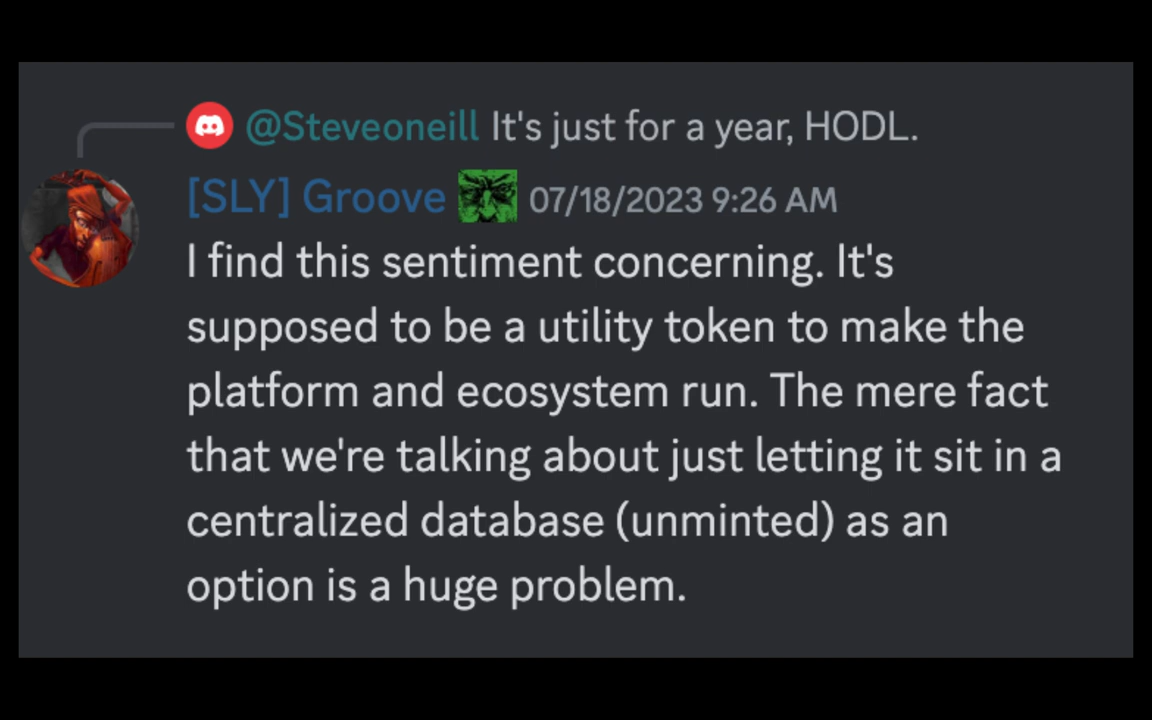 @Steveoneill It's just for a year, HODL.
[SLY] Groove 07/18/2023 9:26 AM
I find this sentiment concerning. It's
supposed to be a utility token to make the
platform and ecosystem run. The mere fact
that we're talking about just letting it sit in a
centralized database (unminted) as an
option is a huge problem.